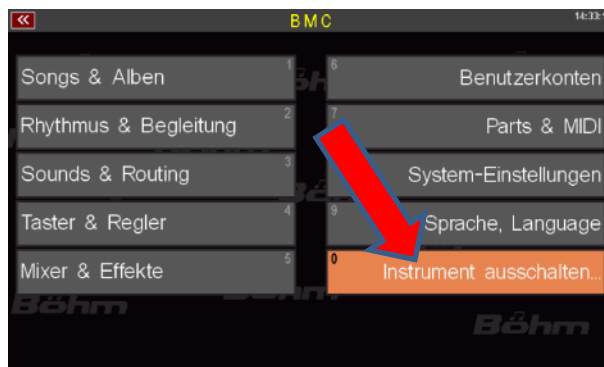 BMC
14:33:1
Songs & Alben 1
6 Benutzerkonten
Rhythmus & Begleitung 2
7 Parts & MIDI
Sounds & Routing 3
System-Einstellungen
Taster & Regler 4
9 Sprache, Language
Mixer & Effekte 5
0 Instrument ausschalten...
Böhm
Böhm